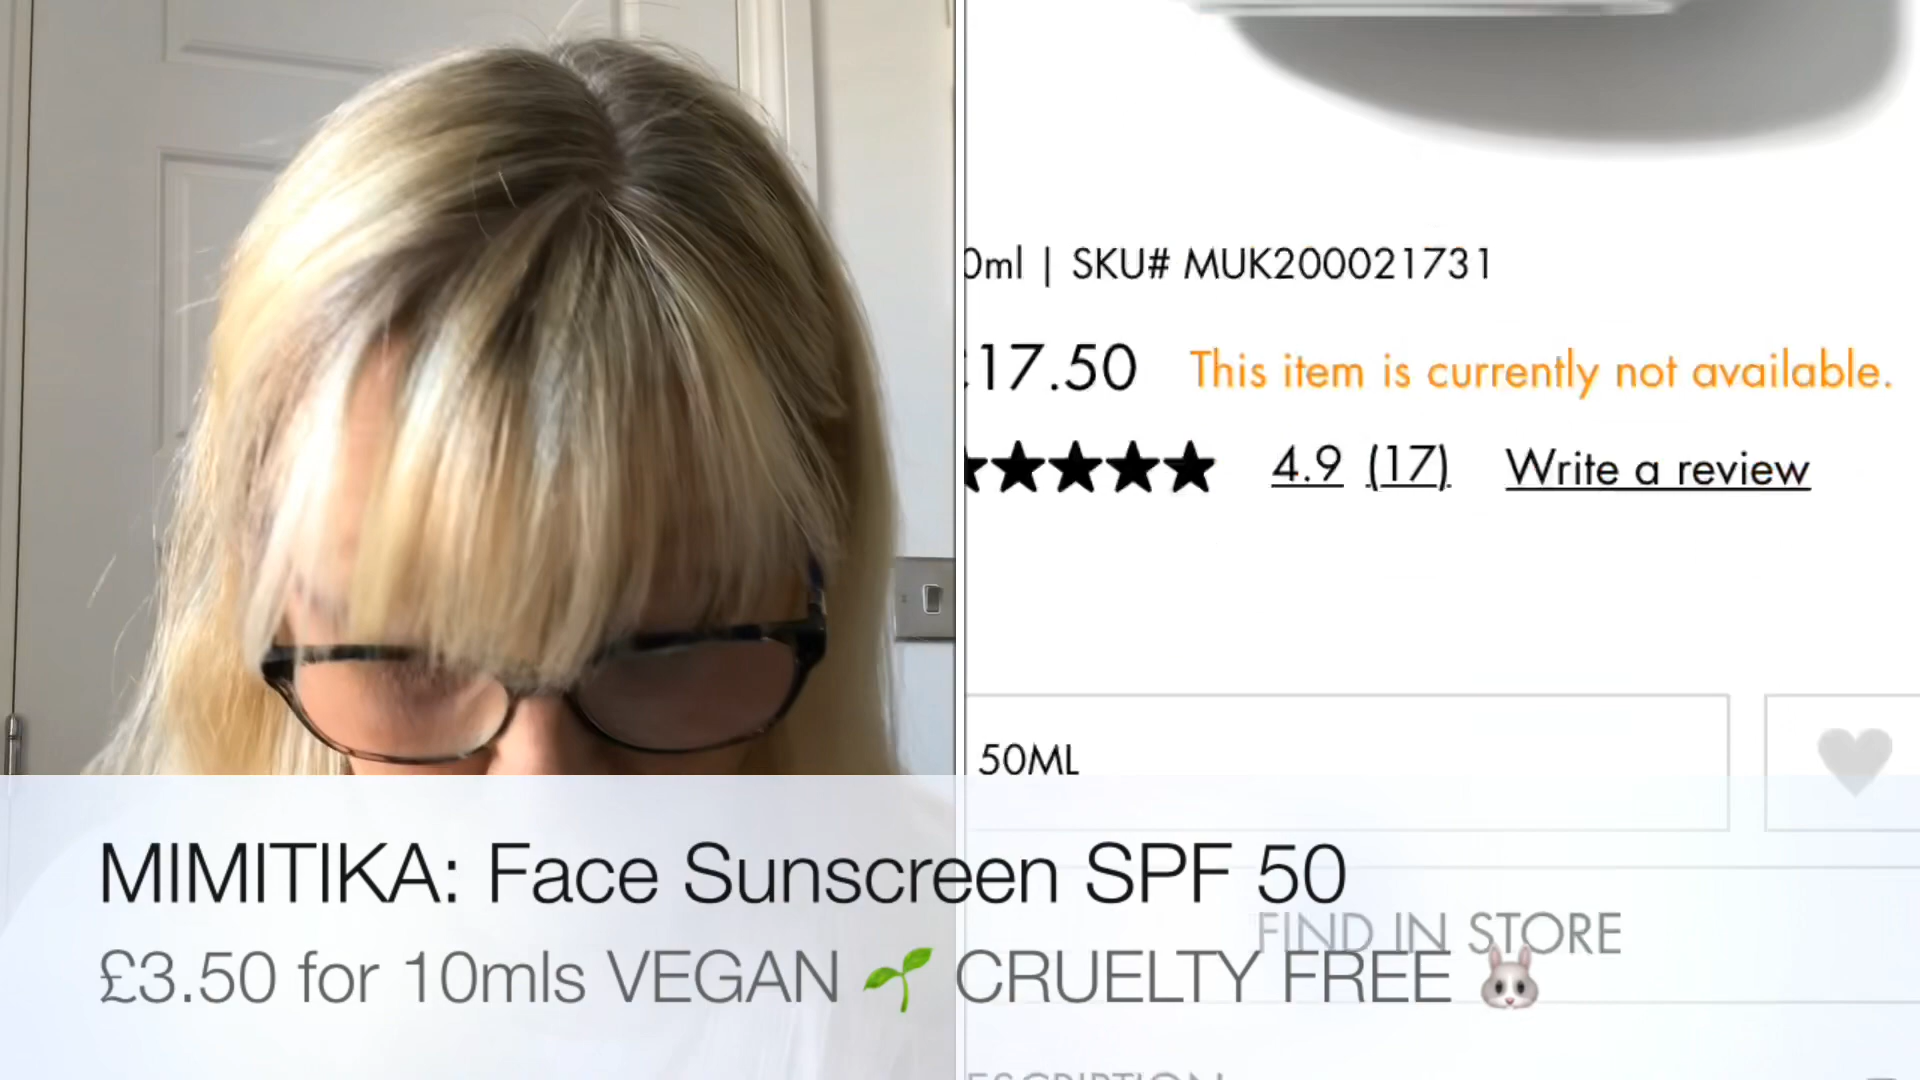 0ml | SKU# MUK200021731
17.50 This item is currently not available.
★★★★ 4.9 (17) Write a review
50ML
MIMITIKA: Face Sunscreen SPF 50
FIND IN STORE
£3.50 for 10mls VEGAN 🌱 CRUELTY FREE 🐰